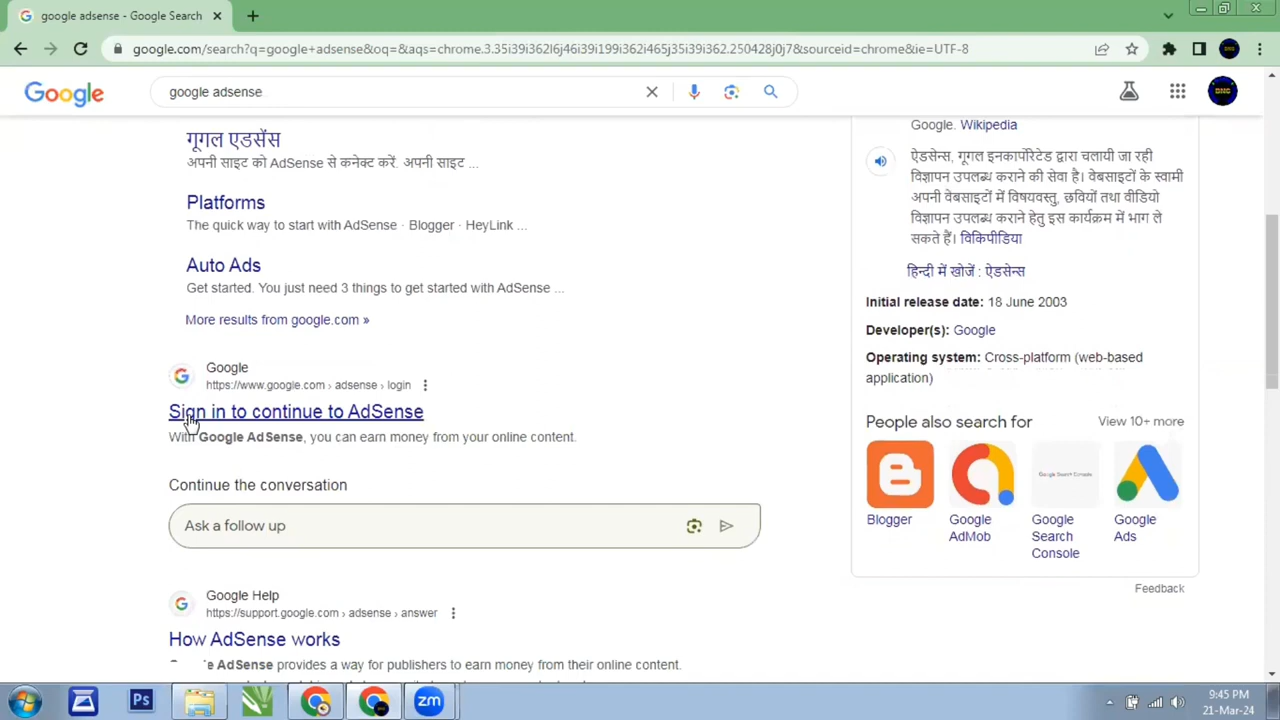 google adsense - Google Search
google.com/search?q=google+adsense&oq=&aqs=chrome.3.35i39i362l6j46i39i199i362i465j35i39i362.250428j0j7&sourceid=chrome&ie=UTF-8
Google
google adsense
DNG
गूगल एडसेंस
अपनी साइट को AdSense से कनेक्ट करें. अपनी साइट ...
Platforms
The quick way to start with AdSense · Blogger · HeyLink ...
Auto Ads
Get started. You just need 3 things to get started with AdSense ...
More results from google.com »
Google
https://www.google.com › adsense › login
Sign in to continue to AdSense
With Google AdSense, you can earn money from your online content.
Continue the conversation
Ask a follow up
Google Help
https://support.google.com › adsense › answer
How AdSense works
AdSense provides a way for publishers to earn money from their online content.
Google. Wikipedia
ऐडसेन्स, गूगल इनकार्पोरेटेड द्वारा चलायी जा रही
विज्ञापन उपलब्ध कराने की सेवा है। वेबसाइटों के स्वामी
अपनी वेबसाइटों में विषयवस्तु, छवियों तथा वीडियो
विज्ञापन उपलब्ध कराने हेतु इस कार्यक्रम में भाग ले
सकते हैं। विकिपीडिया
हिन्दी में खोजें : ऐडसेन्स
Initial release date: 18 June 2003
Developer(s): Google
Operating system: Cross-platform (web-based
application)
People also search for
View 10+ more
Google Search Console
Blogger
Google
AdMob
Google
Search
Console
Google
Ads
Feedback
Ps
zm
9:45 PM
21-Mar-24